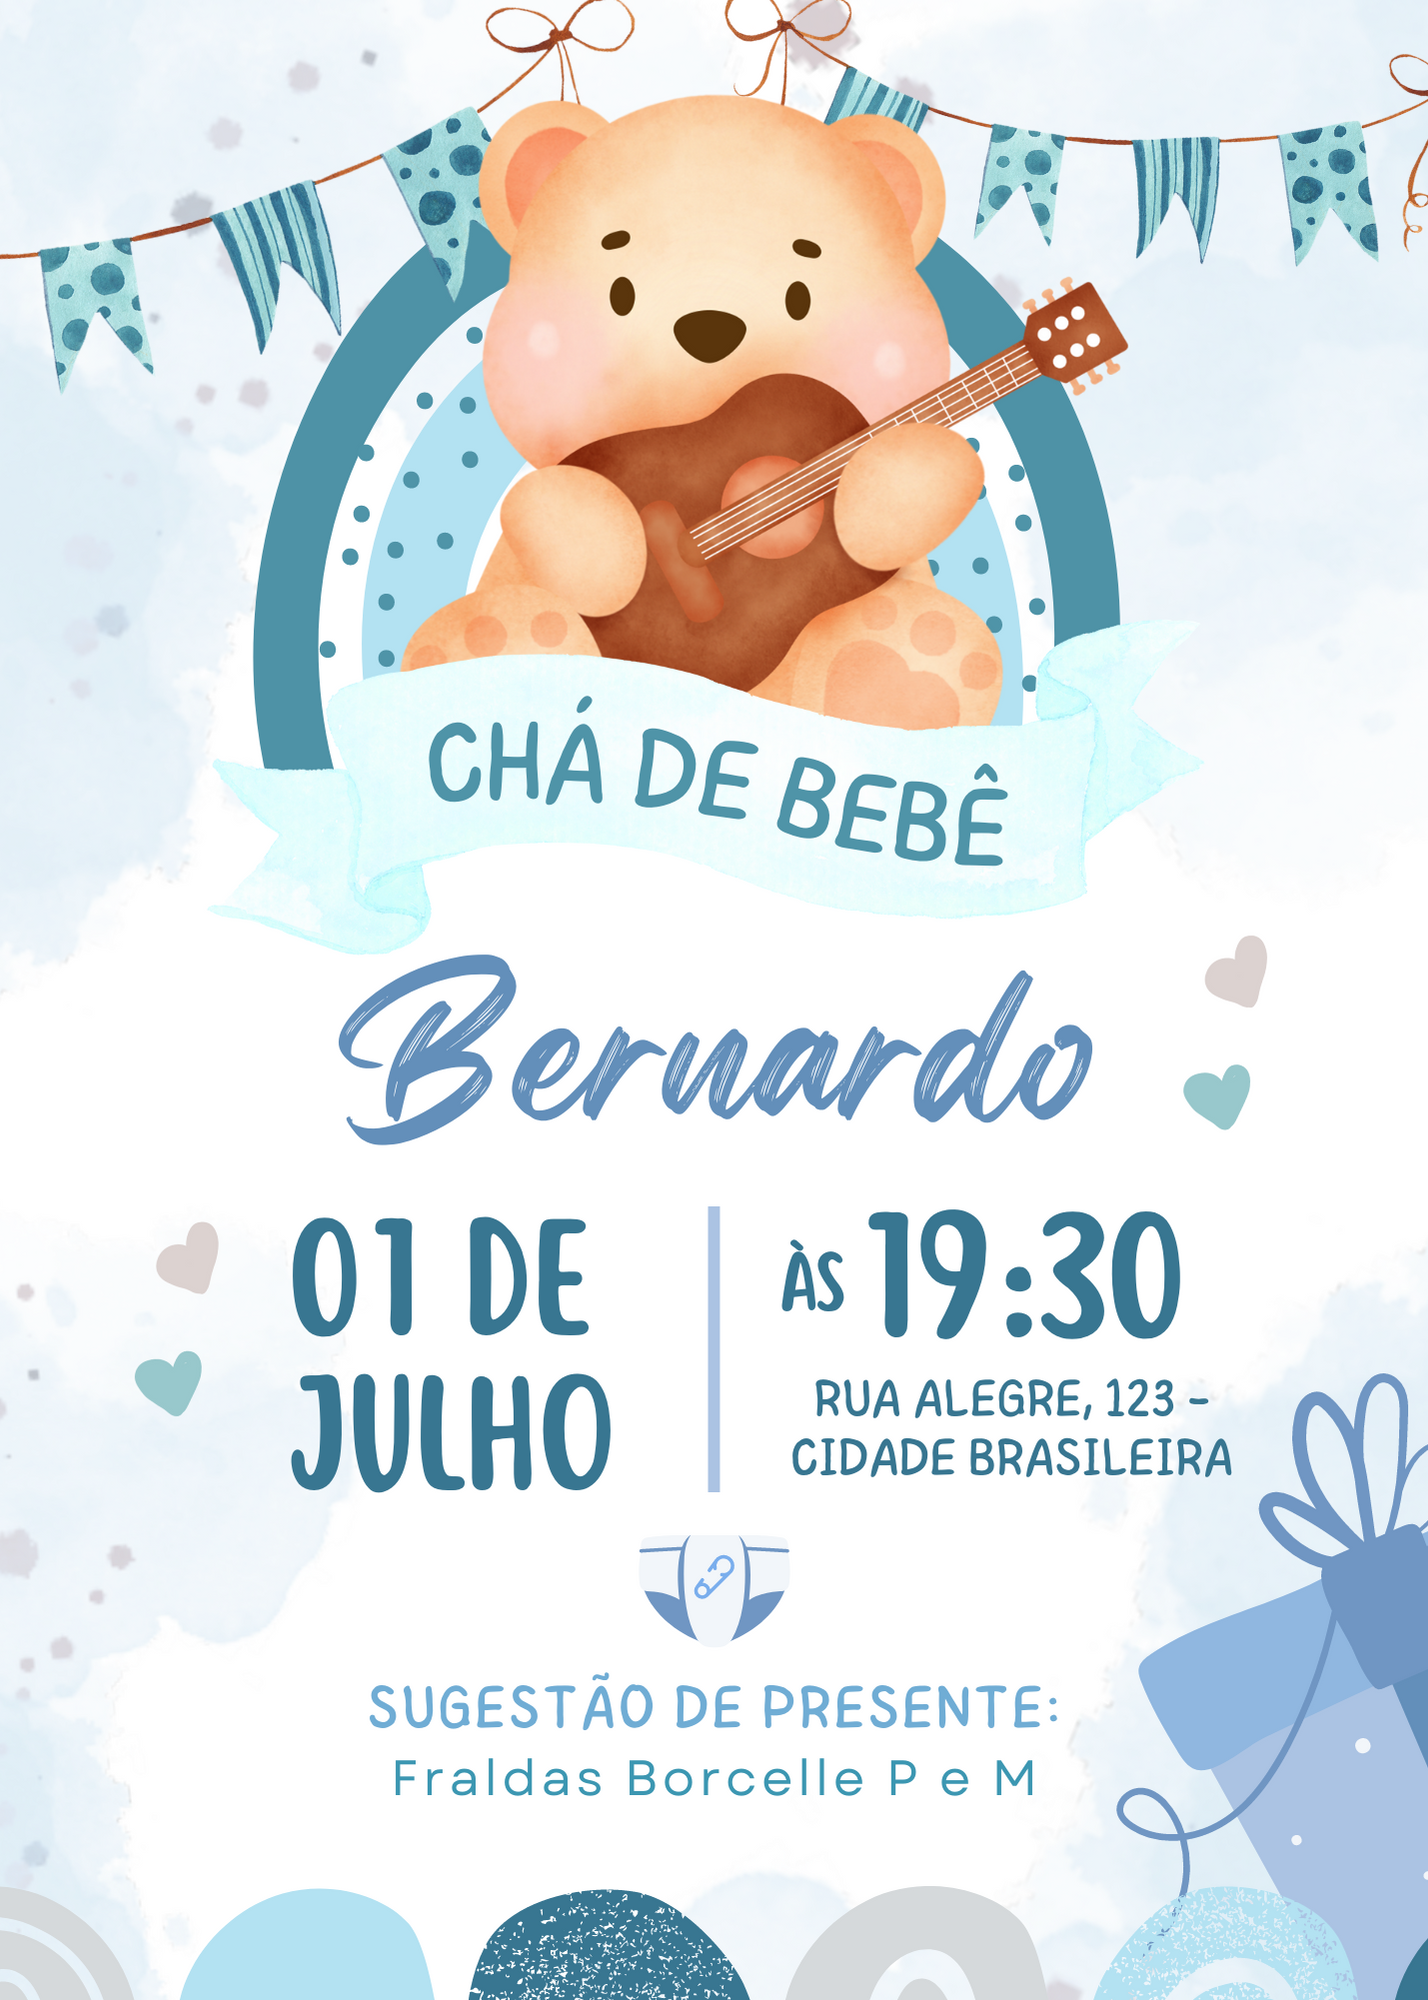 CHÁ DE BEBÊ
Bernardo
01 DE
JULHO
ÀS 19:30
RUA ALEGRE, 123 -
CIDADE BRASILEIRA
SUGESTÃO DE PRESENTE:
Fraldas Borcelle P e M